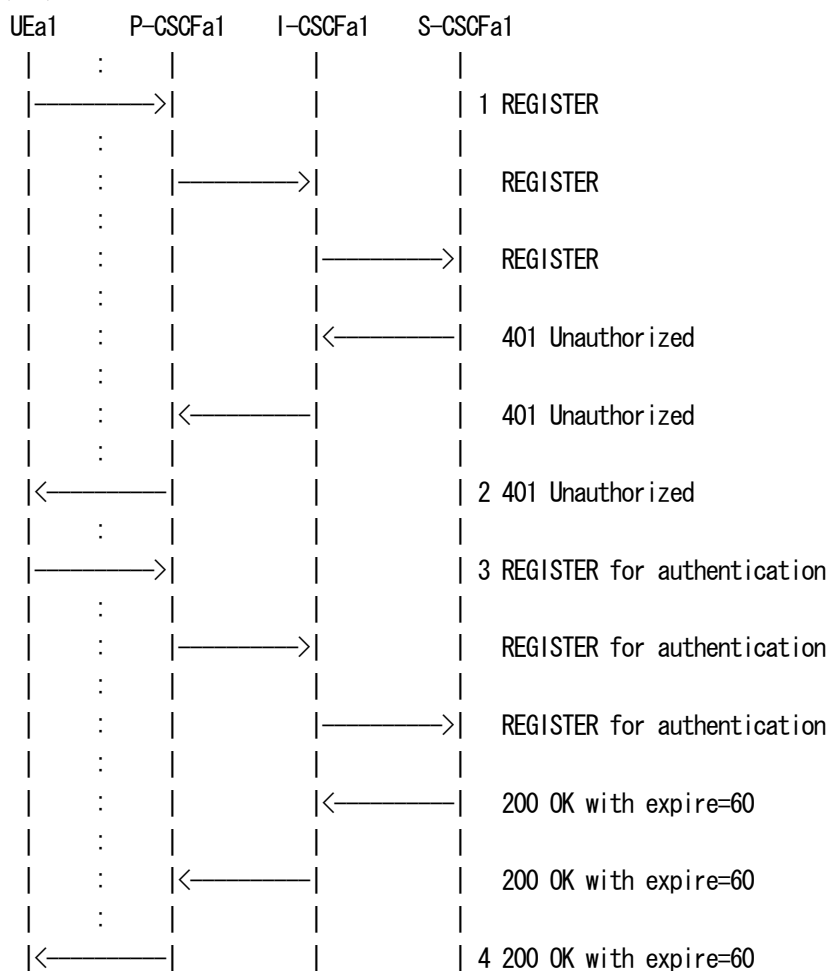 UEa1 P-CSCFa1 I-CSCFa1 S-CSCFa1
1 REGISTER
REGISTER
REGISTER
401 Unauthorized
401 Unauthorized
2 401 Unauthorized
3 REGISTER for authentication
REGISTER for authentication
REGISTER for authentication
200 OK with expire=60
200 OK with expire=60
4 200 OK with expire=60